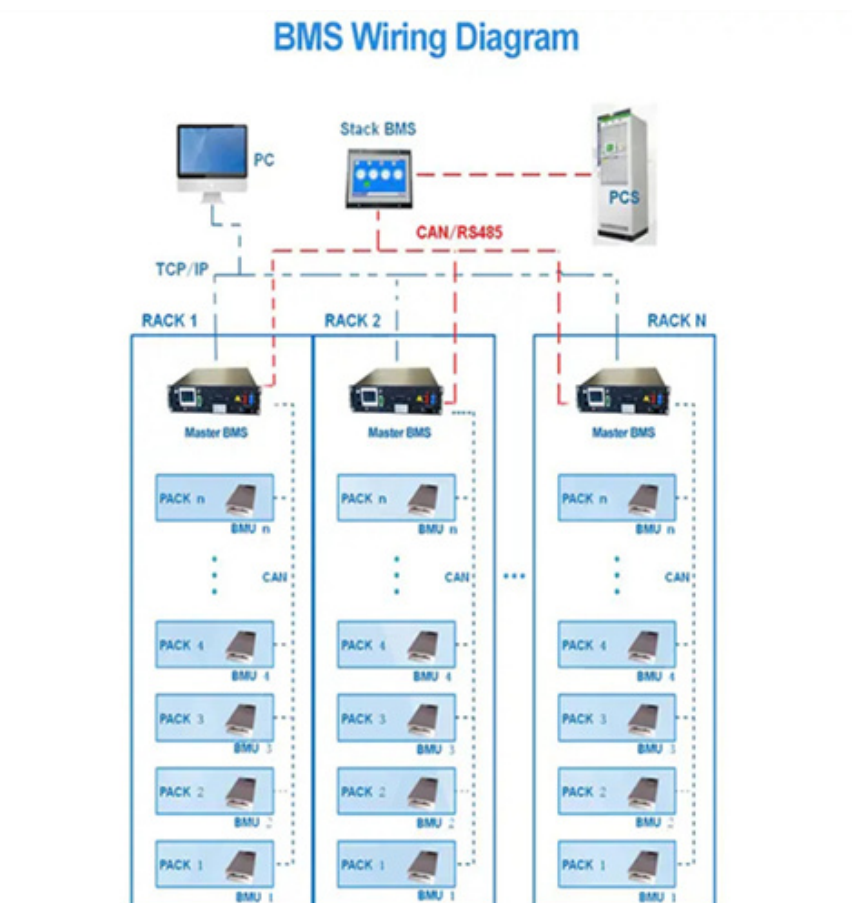 BMS Wiring Diagram
Stack BMS
PC
PCS
CAN/RS485
TCP/IP
RACK 1
RACK 2
RACK N
Master BMS
Master BMS
Master BMS
PACK n
PACK n
PACK n
BMU n
BMU n
BMU n
CAN
CAN
CAN
PACK 4
PACK 4
PACK 4
BMU 4
BMU 4
BMU 4
PACK 3
PACK 3
PACK 3
BMU 3
BMU 3
BMU 3
PACK 2
PACK 2
PACK 2
BMU 2
BMU 2
BMU 2
PACK 1
PACK 1
PACK 1
BMU 1
BMU 1
BMU 1